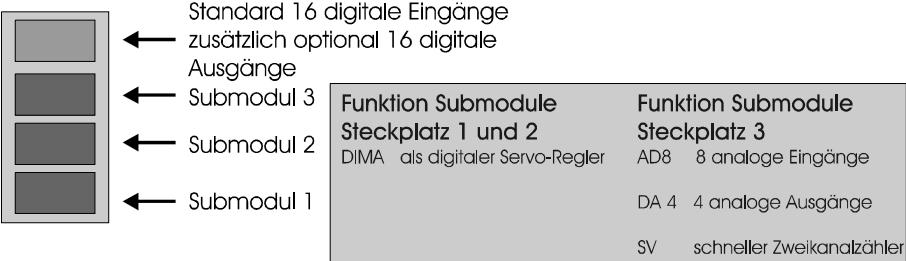 Standard 16 digitale Eingänge
zusätzlich optional 16 digitale
Ausgänge
Submodul 3
Submodul 2
Submodul 1
Funktion Submodule
Steckplatz 1 und 2
DIMA als digitaler Servo-Regler
Funktion Submodule
Steckplatz 3
AD8 8 analoge Eingänge
DA 4 4 analoge Ausgänge
SV schneller Zweikanalzähler